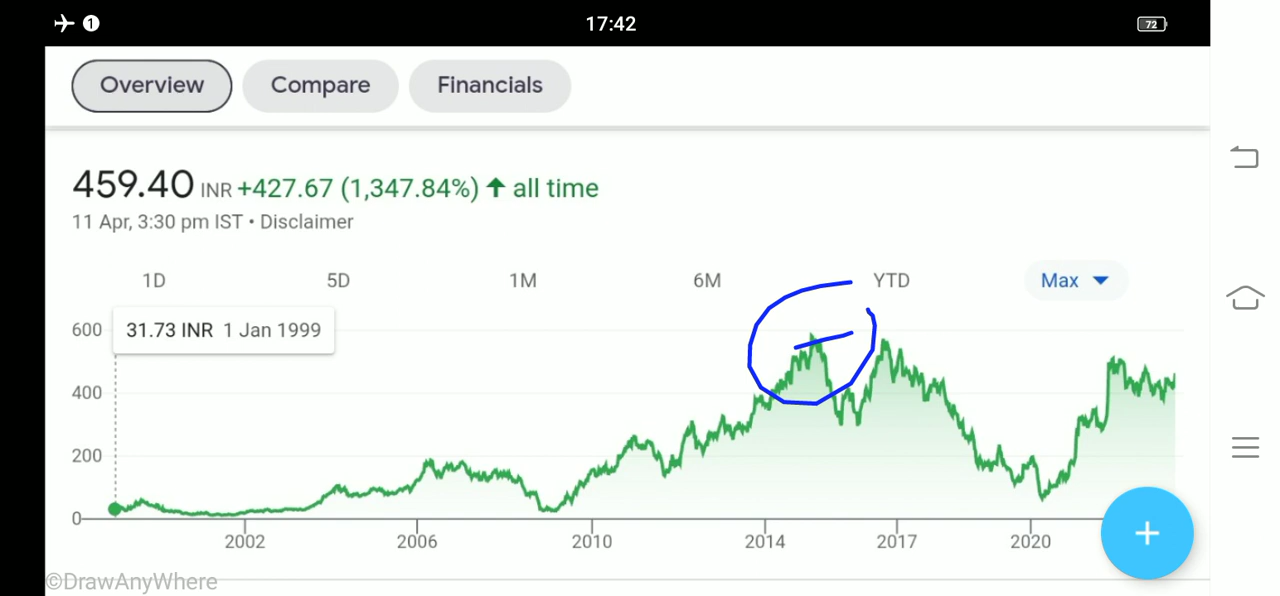 1
17:42
72
Overview Compare Financials
459.40 INR +427.67 (1,347.84%) ↑ all time
11 Apr, 3:30 pm IST • Disclaimer
1D 5D 1M 6M YTD Max
600
31.73 INR 1 Jan 1999
400
200
0
2002 2006 2010 2014 2017 2020
+
©DrawAnyWhere